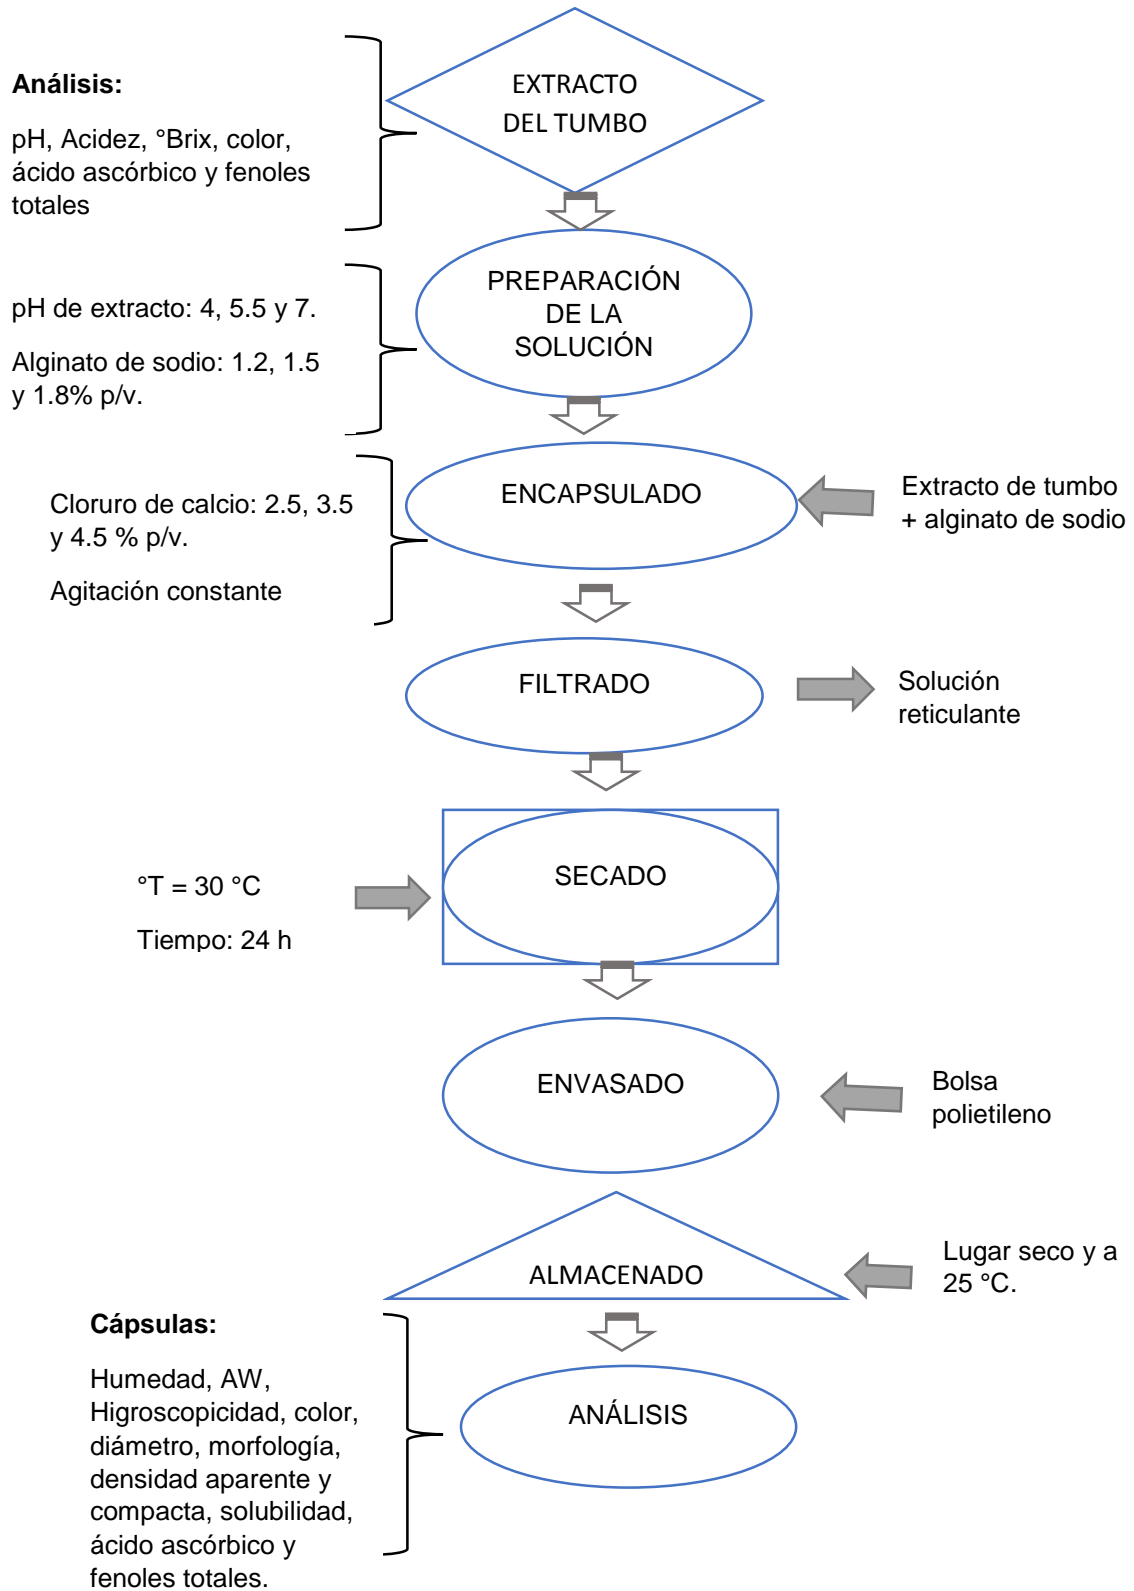 Análisis:
pH, Acidez, °Brix, color,
ácido ascórbico y fenoles
totales
EXTRACTO
DEL TUMBO
pH de extracto: 4, 5.5 y 7.
Alginato de sodio: 1.2, 1.5
y 1.8% p/v.
PREPARACIÓN
DE LA
SOLUCIÓN
Cloruro de calcio: 2.5, 3.5
y 4.5 % p/v.
Agitación constante
ENCAPSULADO
Extracto de tumbo
+ alginato de sodio
FILTRADO
Solución
reticulante
°T = 30 °C
Tiempo: 24 h
SECADO
ENVASADO
Bolsa
polietileno
ALMACENADO
Lugar seco y a
25 °C.
Cápsulas:
Humedad, AW,
Higroscopicidad, color,
diámetro, morfología,
densidad aparente y
compacta, solubilidad,
ácido ascórbico y
fenoles totales.
ANÁLISIS